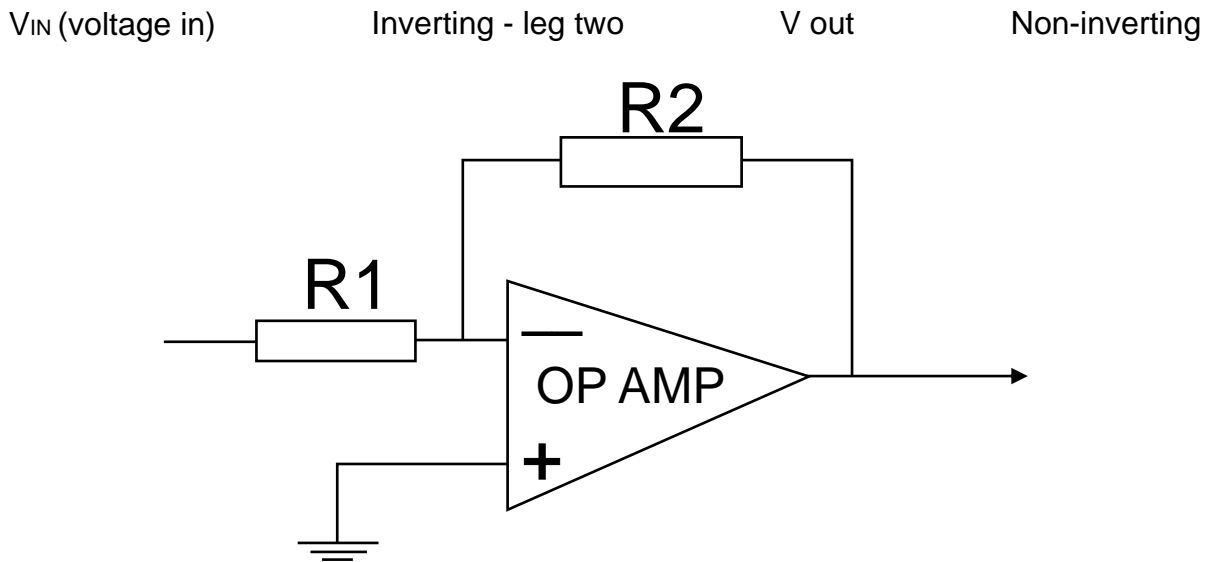 VIN (voltage in) Inverting - leg two V out Non-inverting
R2
R1
—
OP AMP
+